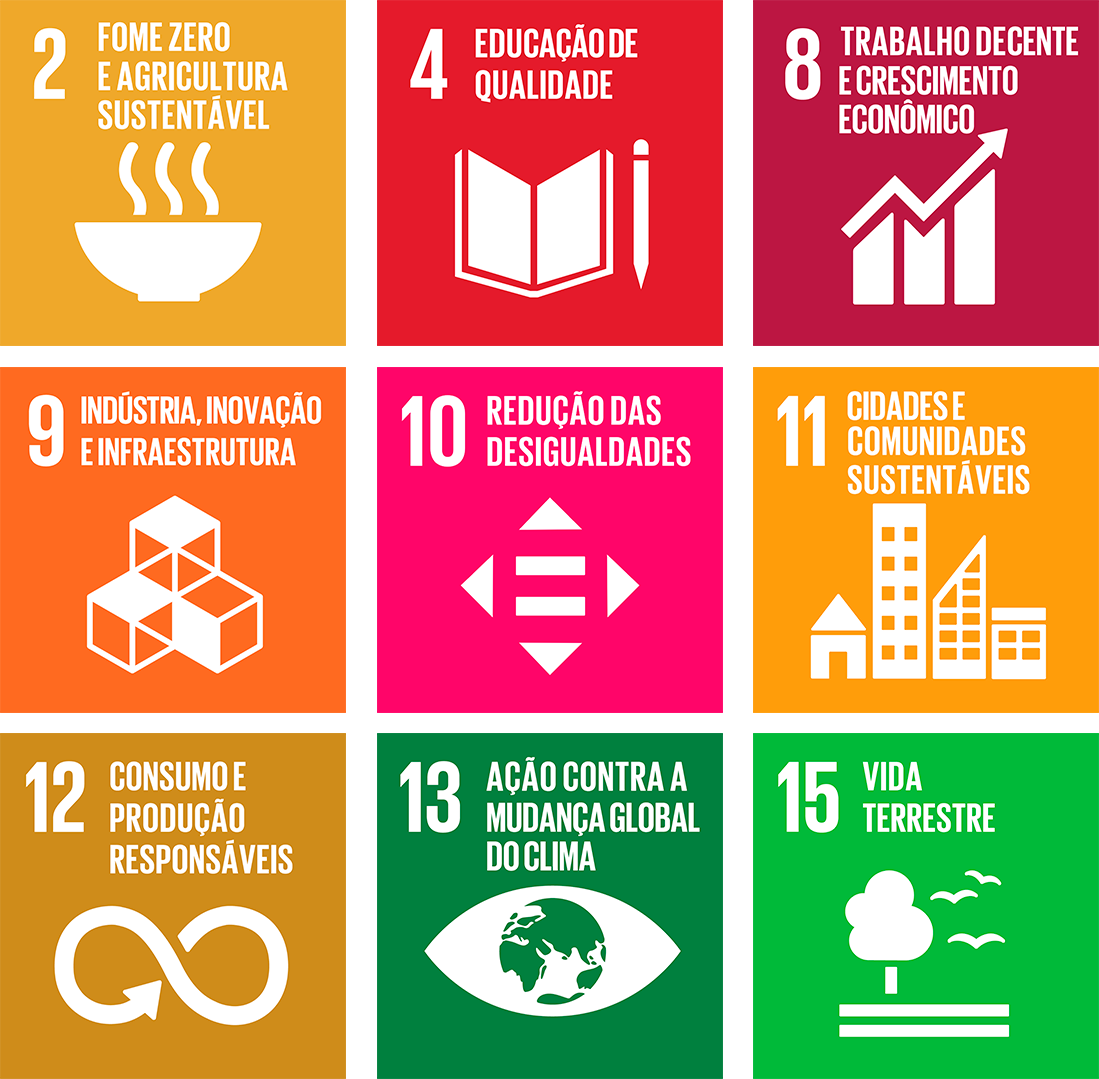 2
FOME ZERO
E AGRICULTURA
SUSTENTÁVEL
4
EDUCAÇÃO DE
QUALIDADE
8
TRABALHO DECENTE
E CRESCIMENTO
ECONÔMICO
9
INDÚSTRIA, INOVAÇÃO
E INFRAESTRUTURA
10
REDUÇÃO DAS
DESIGUALDADES
11
CIDADES E
COMUNIDADES
SUSTENTÁVEIS
12
CONSUMO E
PRODUÇÃO
RESPONSÁVEIS
13
AÇÃO CONTRA A
MUDANÇA GLOBAL
DO CLIMA
15
VIDA
TERRESTRE